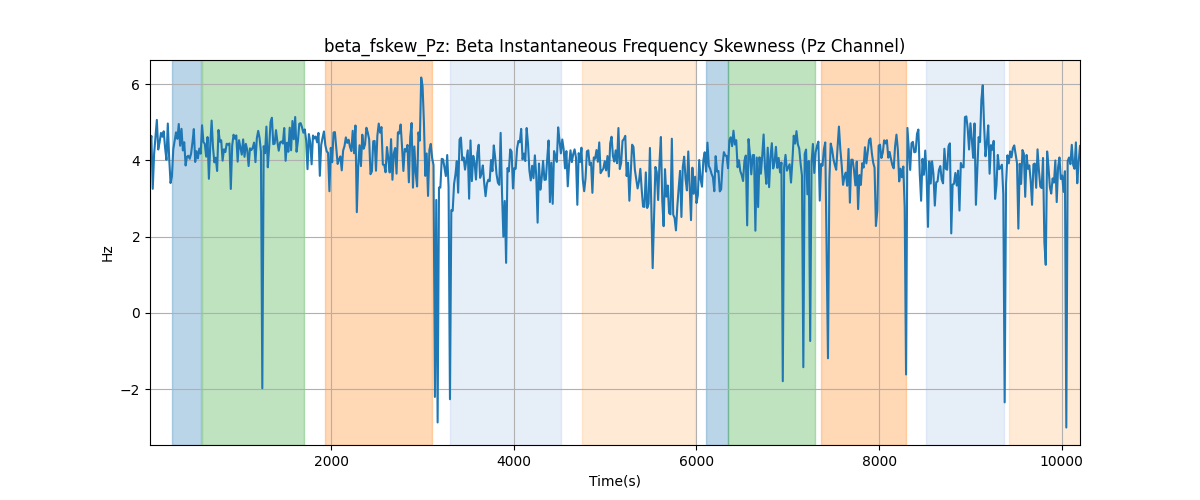 beta_fskew_Pz: Beta Instantaneous Frequency Skewness (Pz Channel)
6
4
2
0
−2
Hz
2000 4000 6000 8000 10000
Time(s)